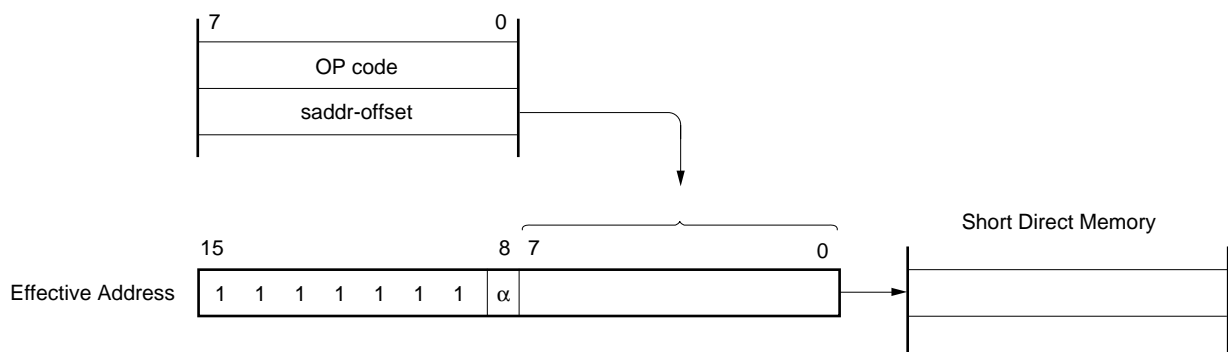 7 0
OP code
saddr-offset
Short Direct Memory
15 8 7 0
Effective Address 1 1 1 1 1 1 1 α